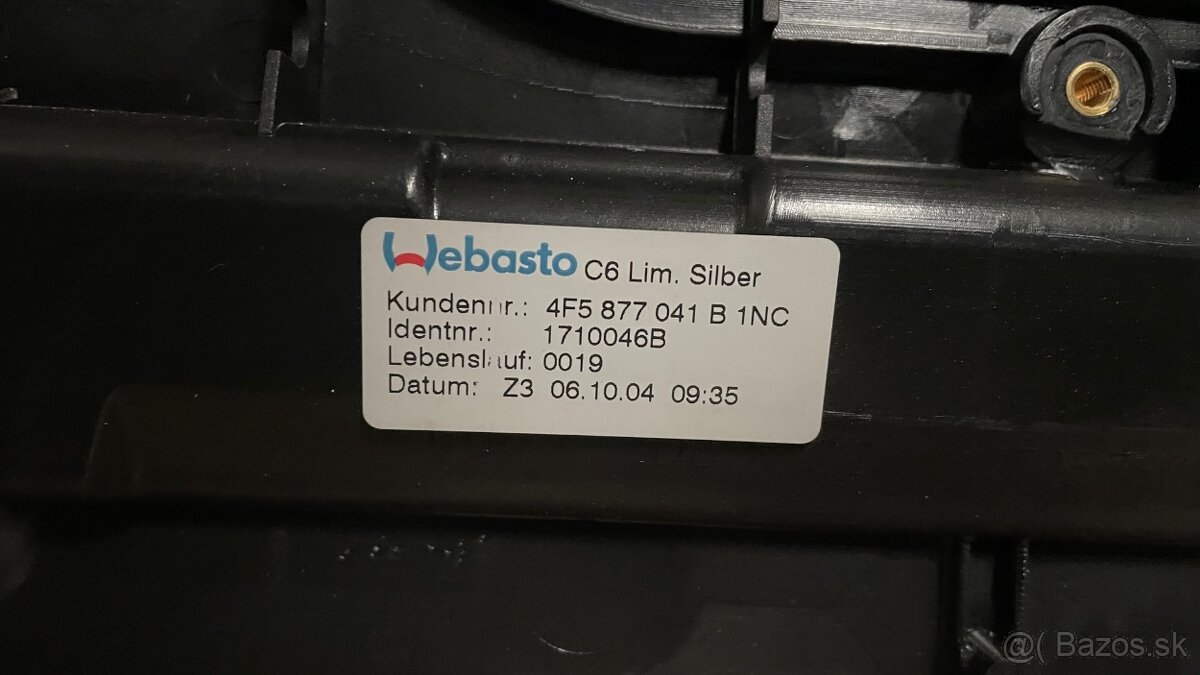 Webasto C6 Lim. Silber
Kundennr.: 4F5 877 041 B 1NC
Identnr.: 1710046B
Lebenslauf: 0019
Datum: Z3 06.10.04 09:35
@( Bazos.sk